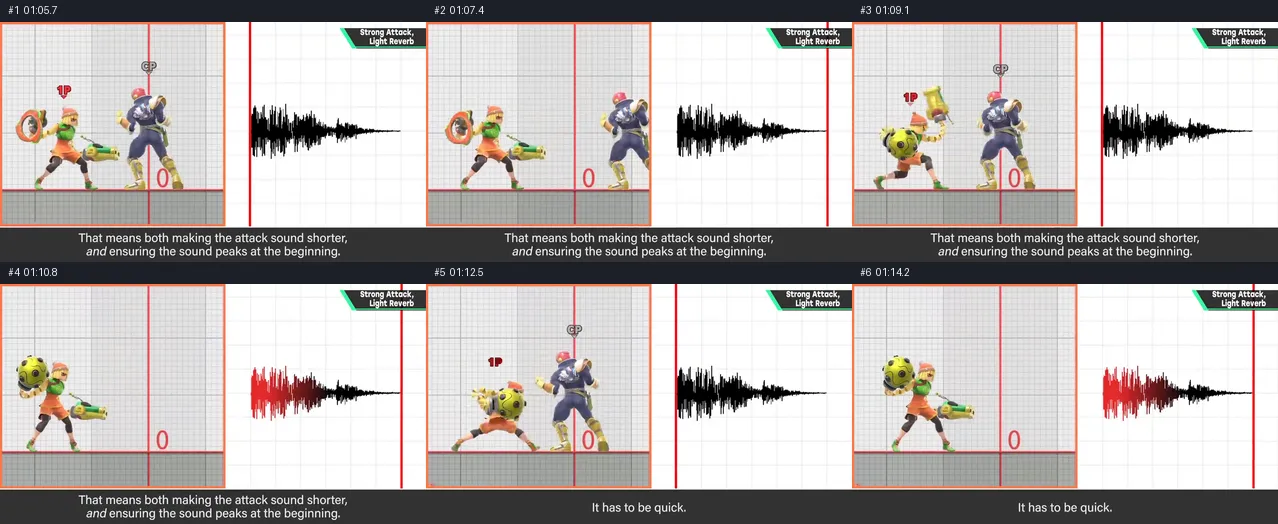 #1 01:05.7
Strong Attack,
Light Reverb
CP
1P
0
That means both making the attack sound shorter,
and ensuring the sound peaks at the beginning.
#2 01:07.4
Strong Attack,
Light Reverb
0
That means both making the attack sound shorter,
and ensuring the sound peaks at the beginning.
#3 01:09.1
Strong Attack,
Light Reverb
CP
1P
0
That means both making the attack sound shorter,
and ensuring the sound peaks at the beginning.
#4 01:10.8
Strong Attack,
Light Reverb
0
That means both making the attack sound shorter,
and ensuring the sound peaks at the beginning.
#5 01:12.5
Strong Attack,
Light Reverb
CP
1P
0
It has to be quick.
#6 01:14.2
Strong Attack,
Light Reverb
0
It has to be quick.